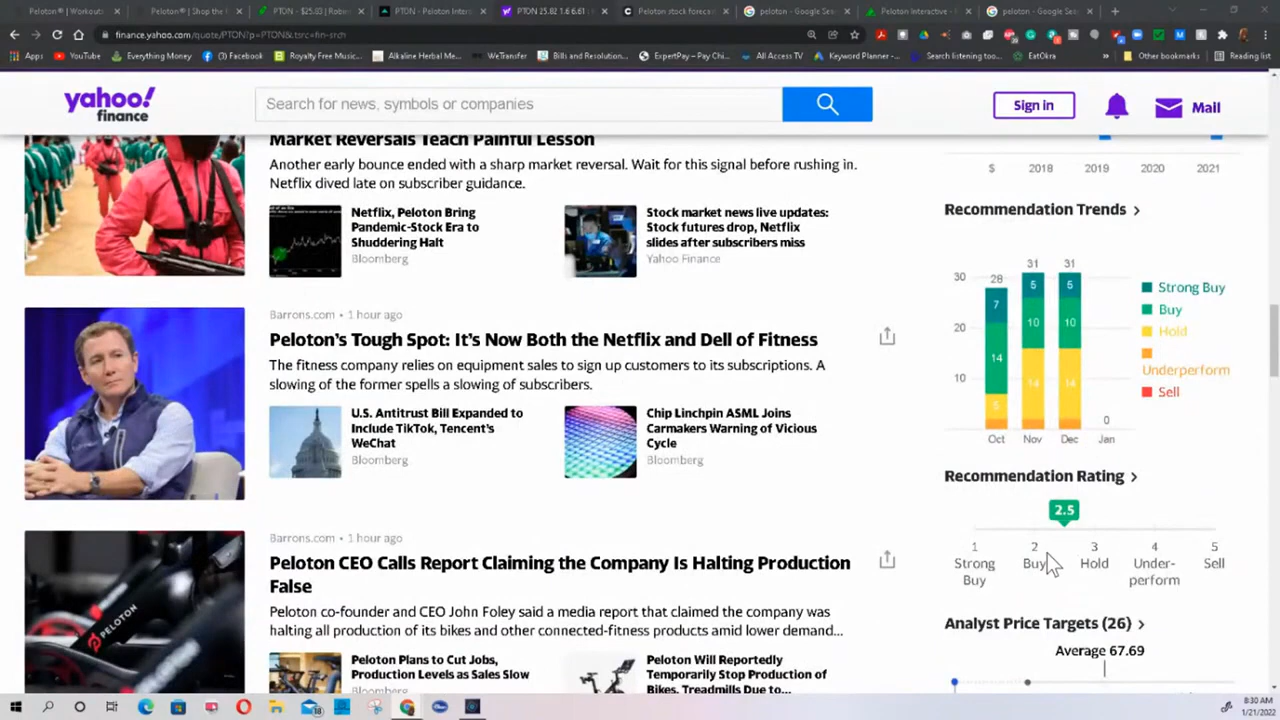 Peloton® | Workouts
Peloton® | Shop the
PTON - $25.03 | Robin
PTON - Peloton Intera
PTON 25.82 1.6 6.61
Peloton stock forecas
peloton - Google Sea
Peloton Interactive -
peloton - Google Sea
finance.yahoo.com/quote/PTON?p=PTON&.tsrc=fin-srch
Apps
YouTube
Everything Money
(3) Facebook
Royalty Free Music...
Alkaline Herbal Me...
WeTransfer
Bills and Resolution...
ExpertPay – Pay Chi...
All Access TV
Keyword Planner -...
Search listening too...
EatOkra
Other bookmarks
Reading list
yahoo!
finance
Search for news, symbols or companies
Sign in
Mail
Market Reversals Teach Painful Lesson
Another early bounce ended with a sharp market reversal. Wait for this signal before rushing in.
Netflix dived late on subscriber guidance.
Netflix, Peloton Bring
Pandemic-Stock Era to
Shuddering Halt
Bloomberg
Stock market news live updates:
Stock futures drop, Netflix
slides after subscribers miss
Yahoo Finance
Barrons.com • 1 hour ago
Peloton's Tough Spot: It's Now Both the Netflix and Dell of Fitness
The fitness company relies on equipment sales to sign up customers to its subscriptions. A
slowing of the former spells a slowing of subscribers.
U.S. Antitrust Bill Expanded to
Include TikTok, Tencent's
WeChat
Bloomberg
Chip Linchpin ASML Joins
Carmakers Warning of Vicious
Cycle
Bloomberg
Barrons.com • 1 hour ago
Peloton CEO Calls Report Claiming the Company Is Halting Production
False
Peloton co-founder and CEO John Foley said a media report that claimed the company was
halting all production of its bikes and other connected-fitness products amid lower demand...
PELOTON
Peloton Plans to Cut Jobs,
Production Levels as Sales Slow
Bloomberg
Peloton Will Reportedly
Temporarily Stop Production of
Bikes, Treadmills Due to...
$ 2018 2019 2020 2021
Recommendation Trends >
30
20
10
28
7
14
5
31
5
10
14
31
5
10
14
0
Oct Nov Dec Jan
Strong Buy
Buy
Hold
Underperform
Sell
Recommendation Rating >
2.5
1 2 3 4 5
Strong
Buy
Buy
Hold
Under-
perform
Sell
Analyst Price Targets (26) >
Average 67.69
8:30 AM
1/21/2022